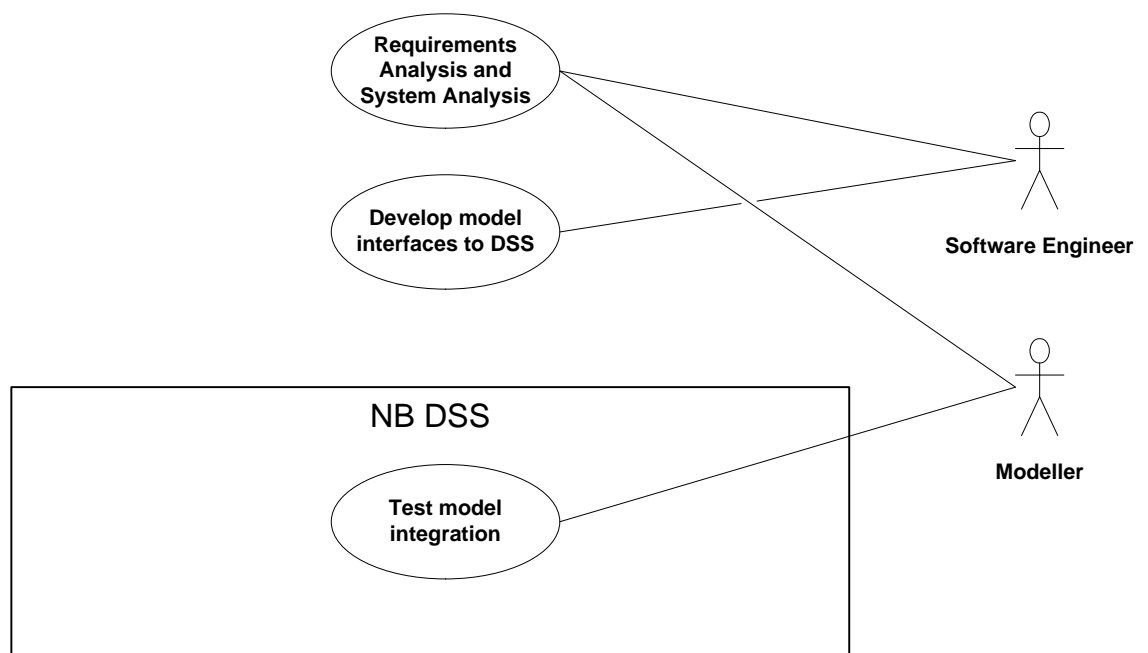 Requirements
Analysis and
System Analysis
Develop model
interfaces to DSS
Software Engineer
NB DSS
Modeller
Test model
integration